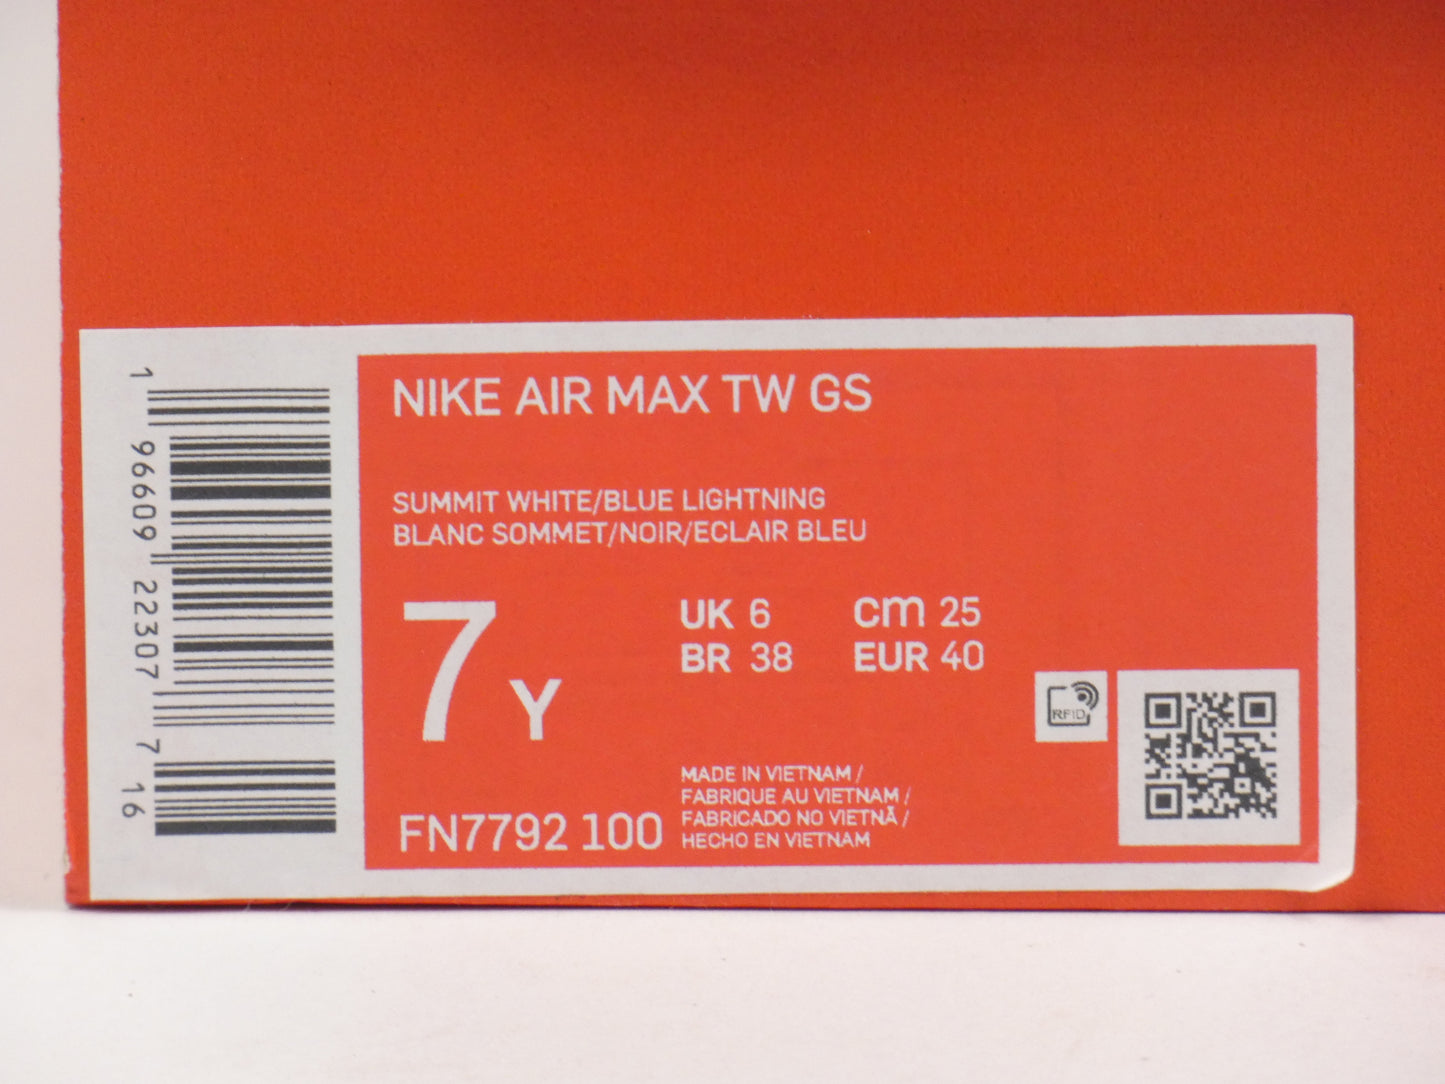 1 96609 22307 7 16
NIKE AIR MAX TW GS
SUMMIT WHITE/BLUE LIGHTNING
BLANC SOMMET/NOIR/ECLAIR BLEU
7Y
UK 6 cm 25
BR 38 EUR 40
RFID
MADE IN VIETNAM /
FABRIQUE AU VIETNAM /
FABRICADO NO VIETNÃ /
HECHO EN VIETNAM
FN7792 100